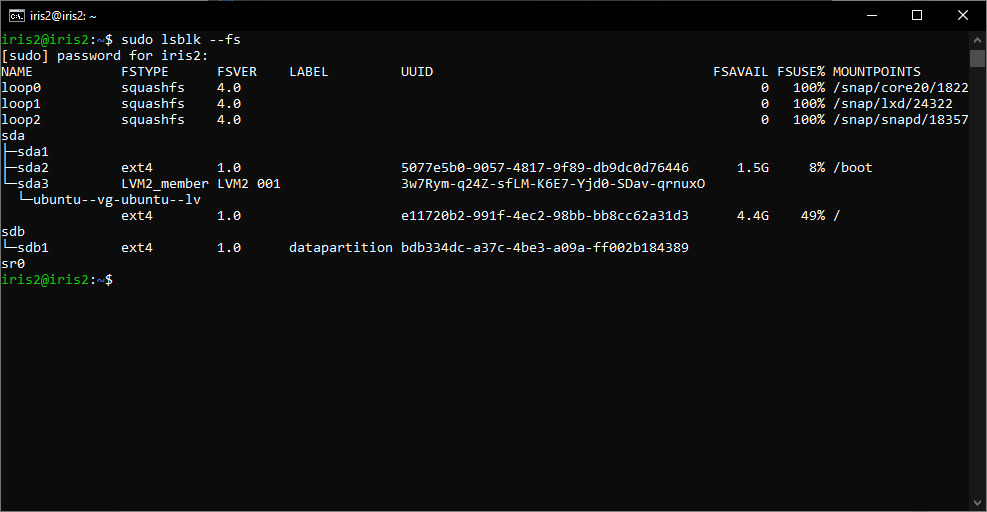 iris2@iris2: ~
iris2@iris2:~$ sudo lsblk --fs
[sudo] password for iris2:
NAME FSTYPE FSVER LABEL UUID FSAVAIL FSUSE% MOUNTPOINTS
loop0 squashfs 4.0 0 100% /snap/core20/1822
loop1 squashfs 4.0 0 100% /snap/lxd/24322
loop2 squashfs 4.0 0 100% /snap/snapd/18357
sda
├─sda1
├─sda2 ext4 1.0 5077e5b0-9057-4817-9f89-db9dc0d76446 1.5G 8% /boot
└─sda3 LVM2_member LVM2 001 3w7Rym-q24Z-sfLM-K6E7-Yjd0-SDav-qrnuxO
└─ubuntu--vg-ubuntu--lv
ext4 1.0 e11720b2-991f-4ec2-98bb-bb8cc62a31d3 4.4G 49% /
sdb
└─sdb1 ext4 1.0 datapartition bdb334dc-a37c-4be3-a09a-ff002b184389
sr0
iris2@iris2:~$